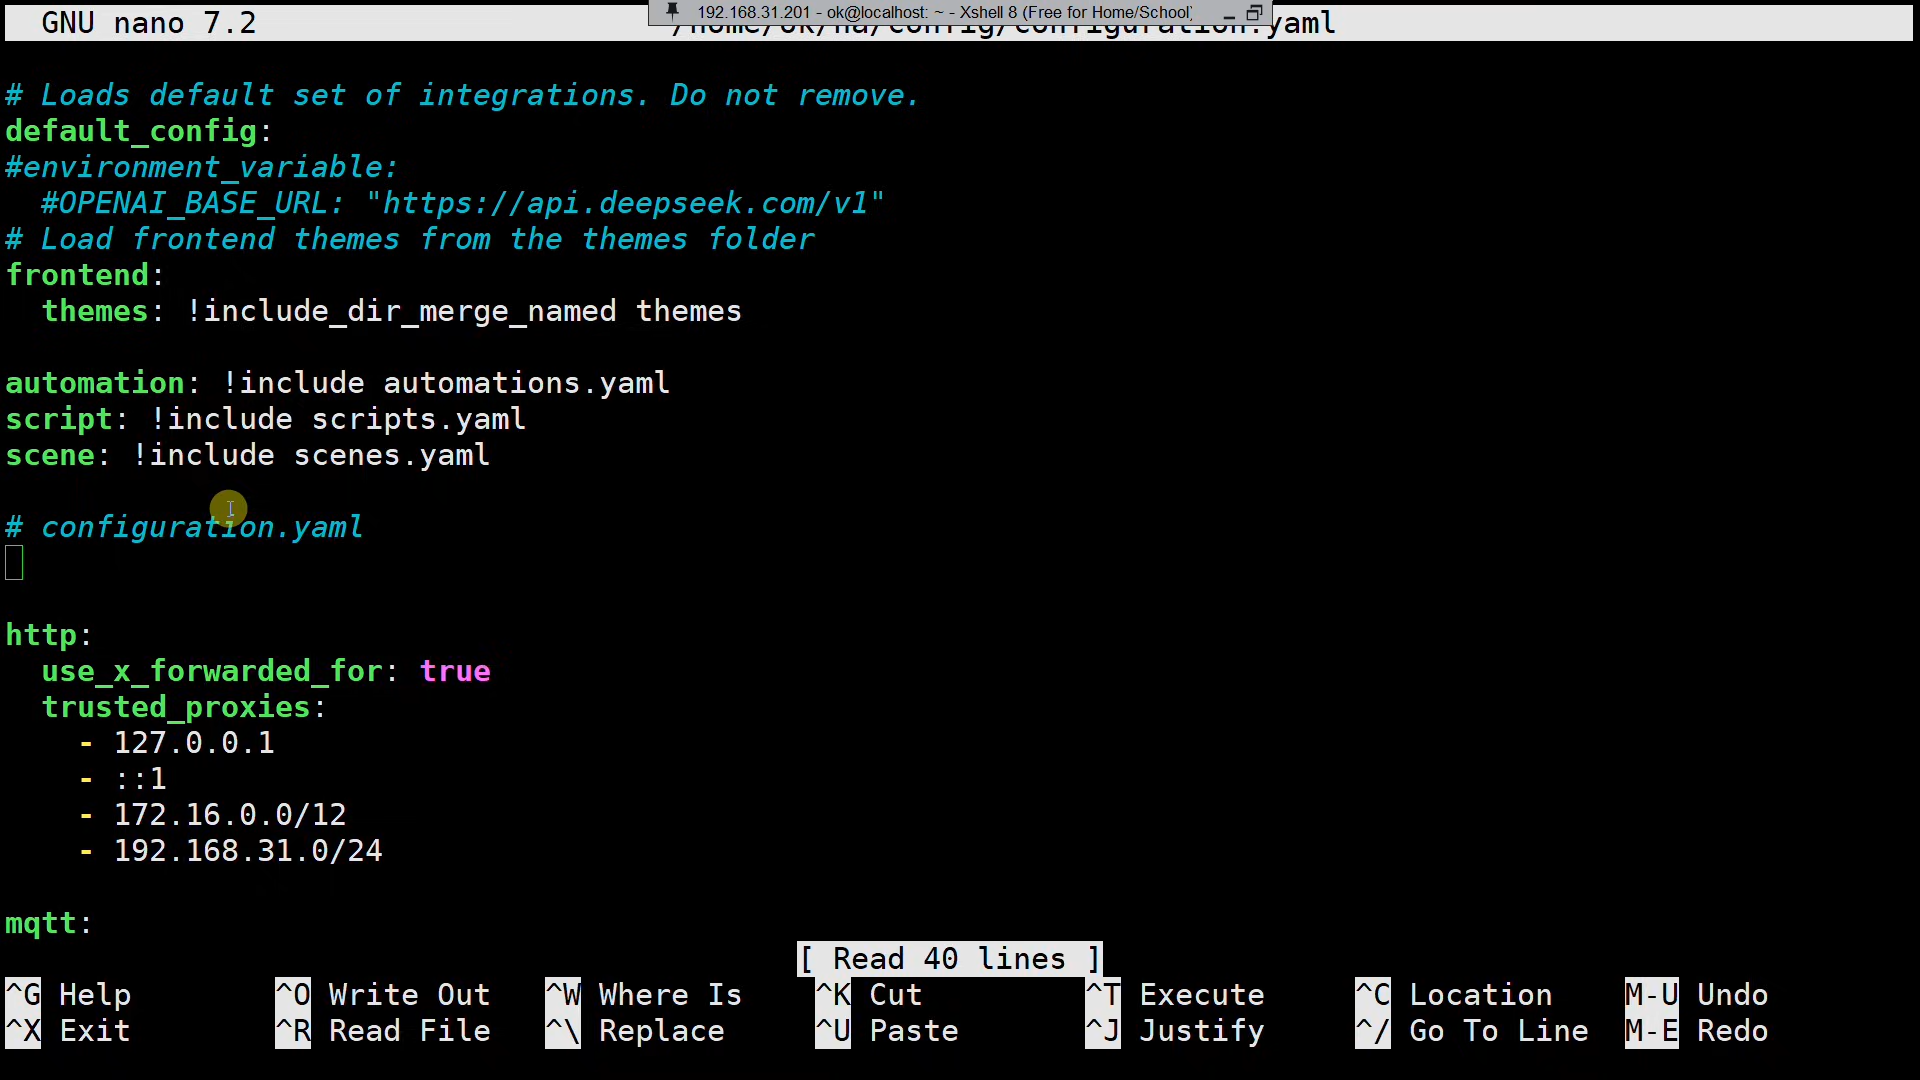 192.168.31.201 - ok@localhost: ~ - Xshell 8 (Free for Home/School)
GNU nano 7.2 /home/ok/ha/config/configuration.yaml
# Loads default set of integrations. Do not remove.
default_config:
#environment_variable:
  #OPENAI_BASE_URL: "https://api.deepseek.com/v1"
# Load frontend themes from the themes folder
frontend:
  themes: !include_dir_merge_named themes
automation: !include automations.yaml
script: !include scripts.yaml
scene: !include scenes.yaml
# configuration.yaml
http:
  use_x_forwarded_for: true
  trusted_proxies:
    - 127.0.0.1
    - ::1
    - 172.16.0.0/12
    - 192.168.31.0/24
mqtt:
[ Read 40 lines ]
^G Help ^O Write Out ^W Where Is ^K Cut ^T Execute ^C Location M-U Undo
^X Exit ^R Read File ^\ Replace ^U Paste ^J Justify ^/ Go To Line M-E Redo